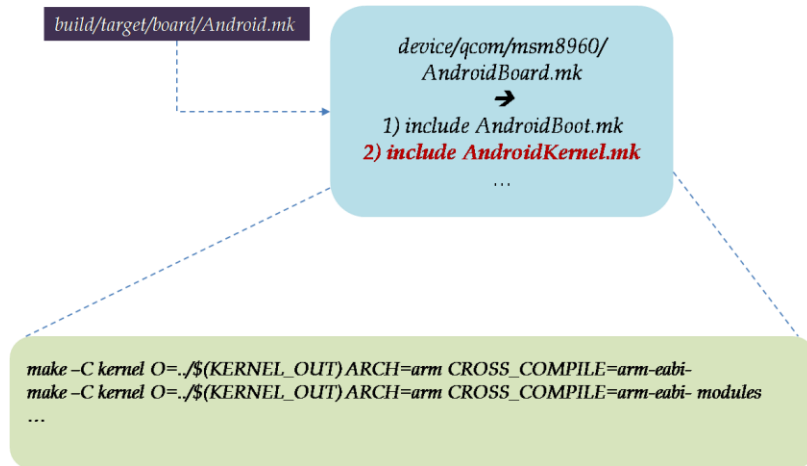 build/target/board/Android.mk
device/qcom/msm8960/
AndroidBoard.mk
➔
1) include AndroidBoot.mk
2) include AndroidKernel.mk
...
make –C kernel O=../$(KERNEL_OUT) ARCH=arm CROSS_COMPILE=arm-eabi-
make –C kernel O=../$(KERNEL_OUT) ARCH=arm CROSS_COMPILE=arm-eabi- modules
...